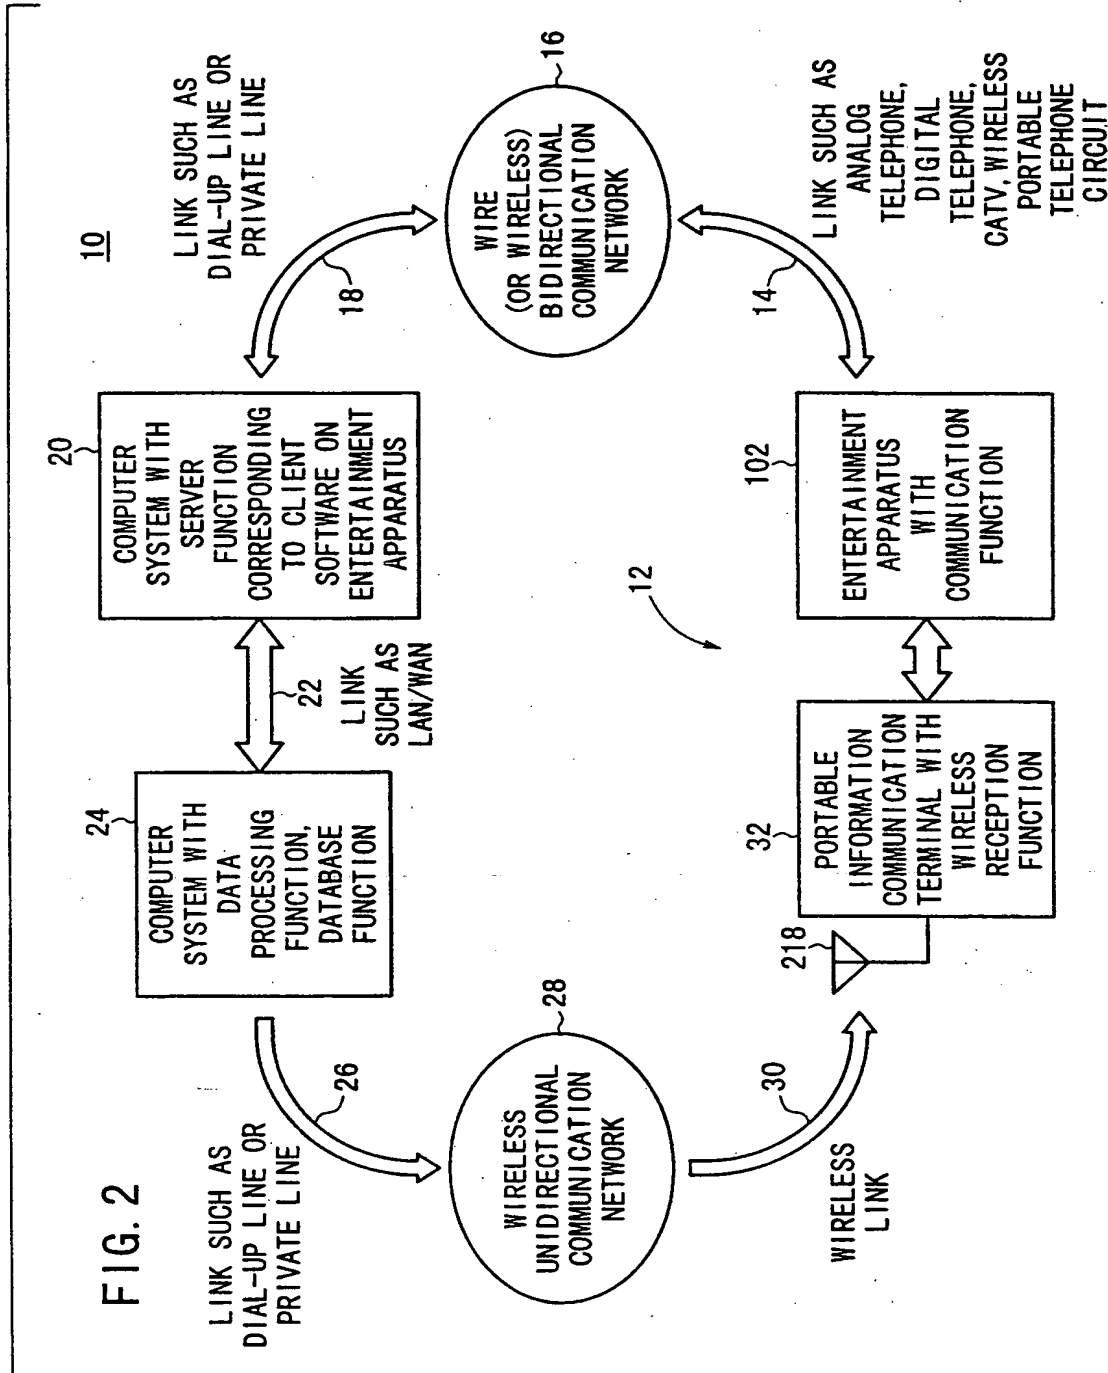 FIG. 2
10
LINK SUCH AS
DIAL-UP LINE OR
PRIVATE LINE
26
24
COMPUTER
SYSTEM WITH
DATA
PROCESSING
FUNCTION,
DATABASE
FUNCTION
22
LINK
SUCH AS
LAN/WAN
20
COMPUTER
SYSTEM WITH
SERVER
FUNCTION
CORRESPONDING
TO CLIENT
SOFTWARE ON
ENTERTAINMENT
APPARATUS
LINK SUCH AS
DIAL-UP LINE OR
PRIVATE LINE
18
28
WIRELESS
UNIDIRECTIONAL
COMMUNICATION
NETWORK
16
WIRE
(OR WIRELESS)
BIDIRECTIONAL
COMMUNICATION
NETWORK
12
30
WIRELESS
LINK
218
32
PORTABLE
INFORMATION
COMMUNICATION
TERMINAL WITH
WIRELESS
RECEPTION
FUNCTION
102
ENTERTAINMENT
APPARATUS
WITH
COMMUNICATION
FUNCTION
14
LINK SUCH AS
ANALOG
TELEPHONE,
DIGITAL
TELEPHONE,
CATV, WIRELESS
PORTABLE
TELEPHONE
CIRCUIT